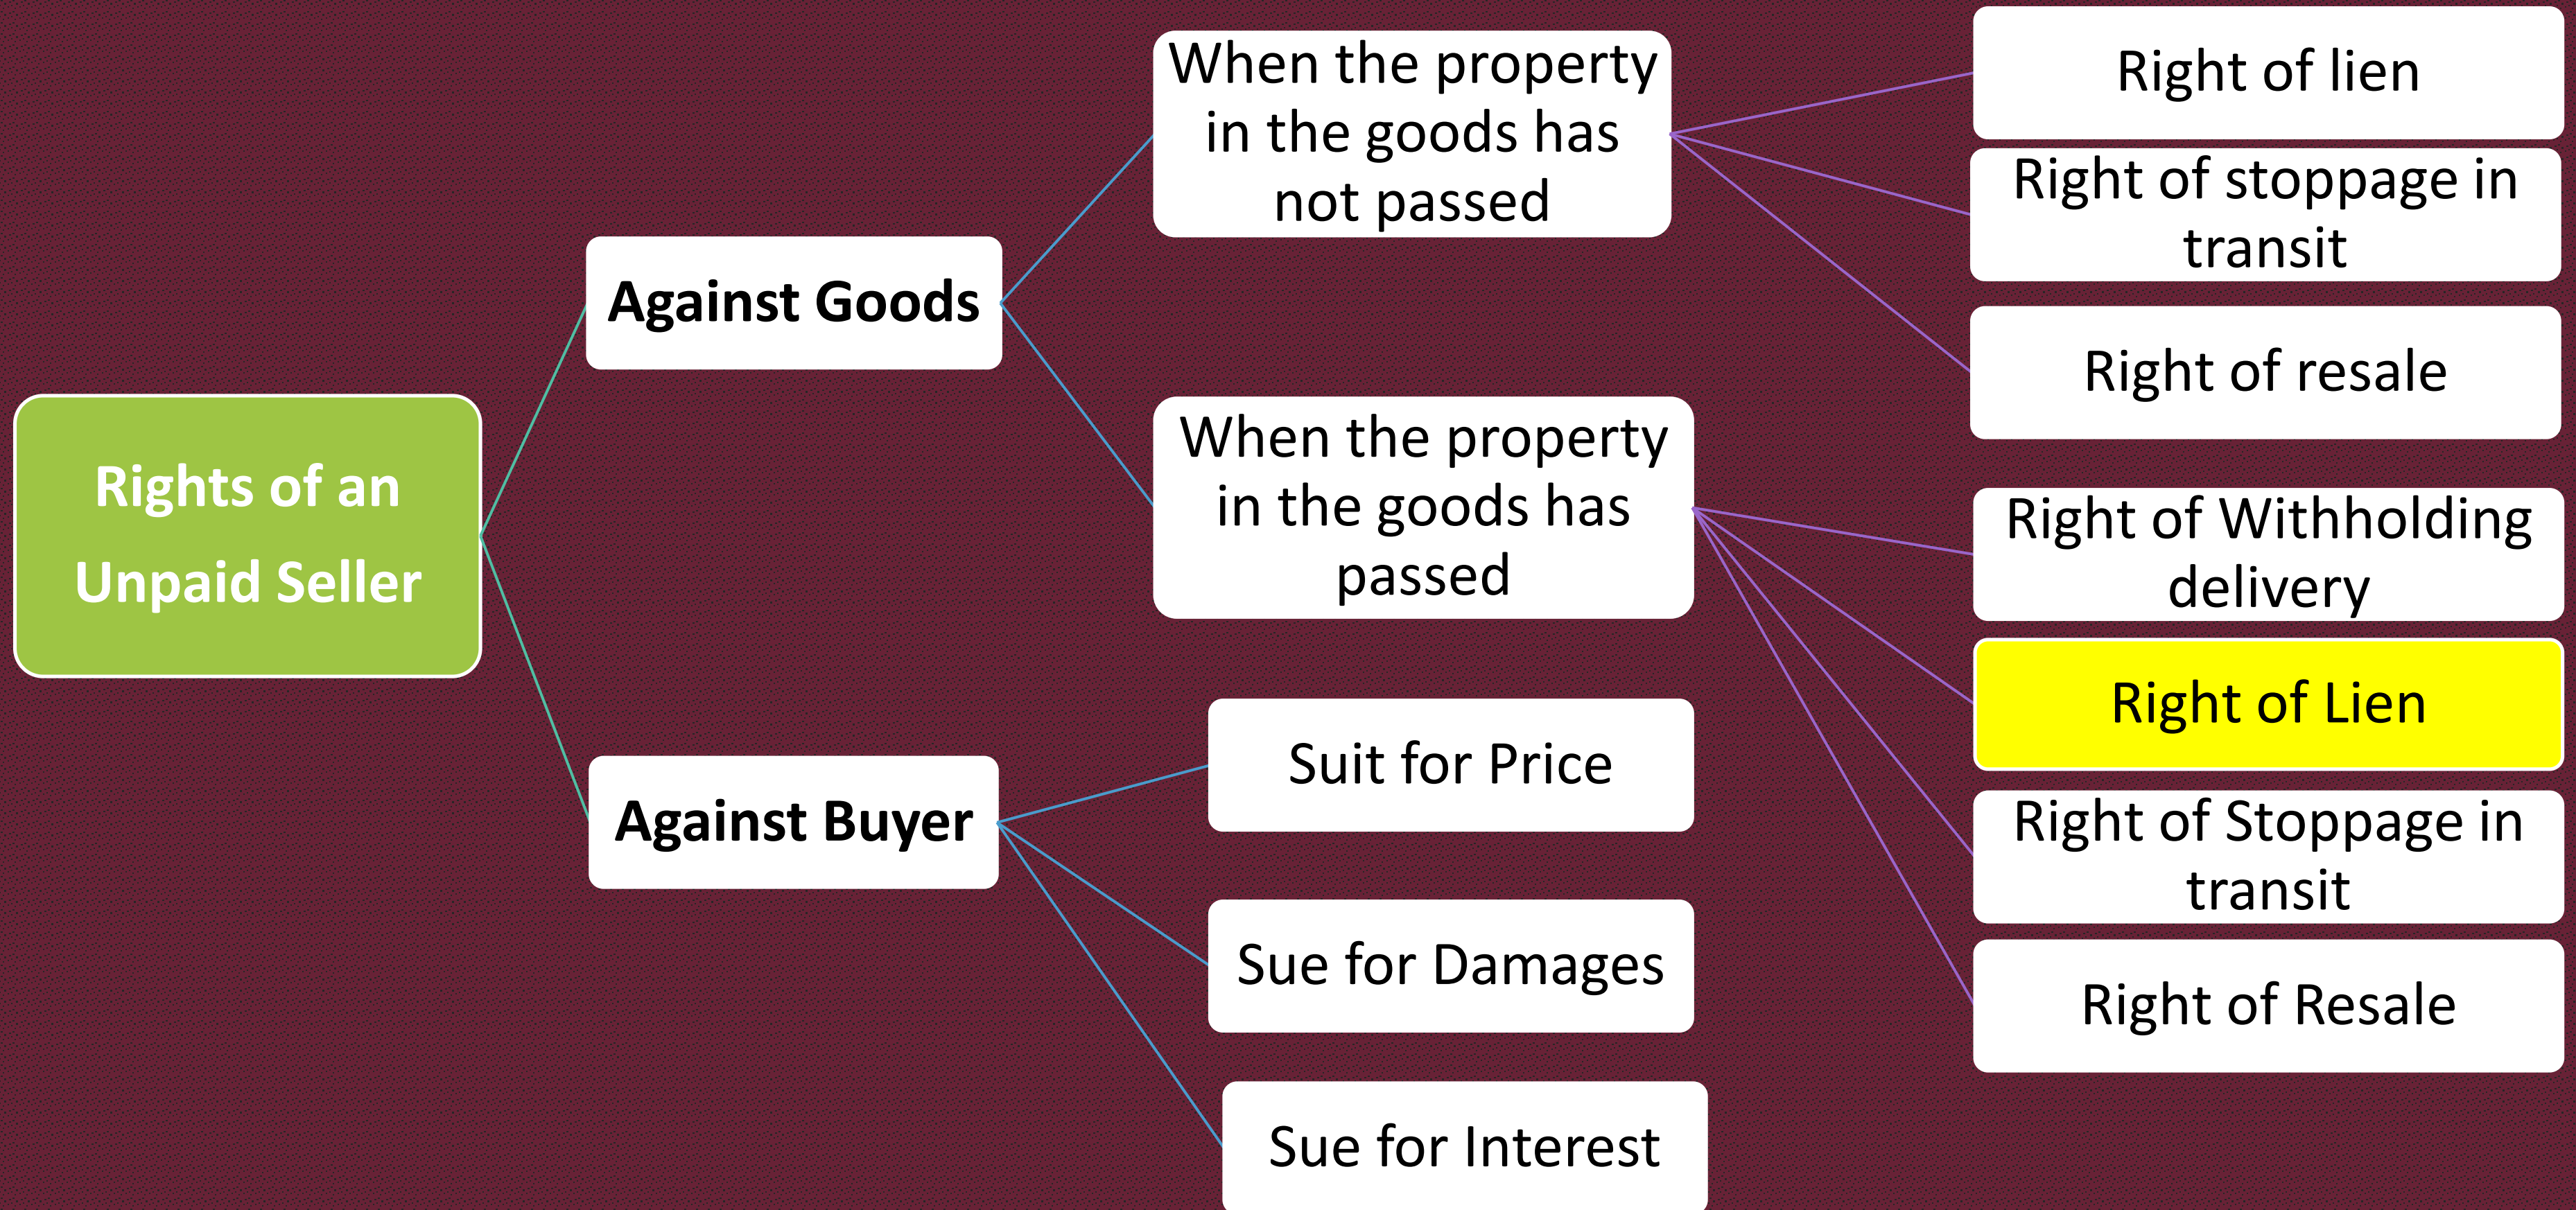 Rights of an
Unpaid Seller
Against Goods
When the property
in the goods has
not passed
Right of lien
Right of stoppage in
transit
Right of resale
When the property
in the goods has
passed
Right of Withholding
delivery
Right of Lien
Right of Stoppage in
transit
Right of Resale
Against Buyer
Suit for Price
Sue for Damages
Sue for Interest